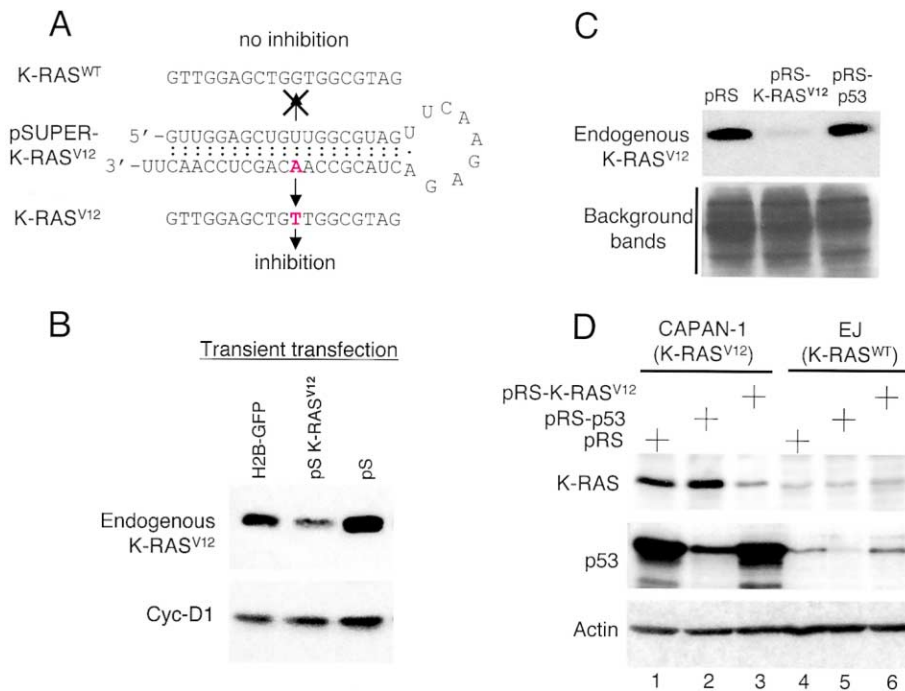 A
no inhibition
K-RASWT GTTGGAGCTGGTGGCGTAG
pSUPER-
K-RASV12
5'-GUUGGAGCUGUUGGCGUAG
UUCAAGAGA
3'-UUCAACCUCGACAACCGCAUC
K-RASV12 GTTGGAGCTGTTGGCGTAG
inhibition
B
Transient transfection
H2B-GFP
pS K-RASV12
pS
Endogenous
K-RASV12
Cyc-D1
C
pRS
pRS-
K-RASV12
pRS-
p53
Endogenous
K-RASV12
Background
bands
D
CAPAN-1
(K-RASV12)
EJ
(K-RASWT)
pRS-K-RASV12 + +
pRS-p53 + +
pRS + +
K-RAS
p53
Actin
1 2 3 4 5 6